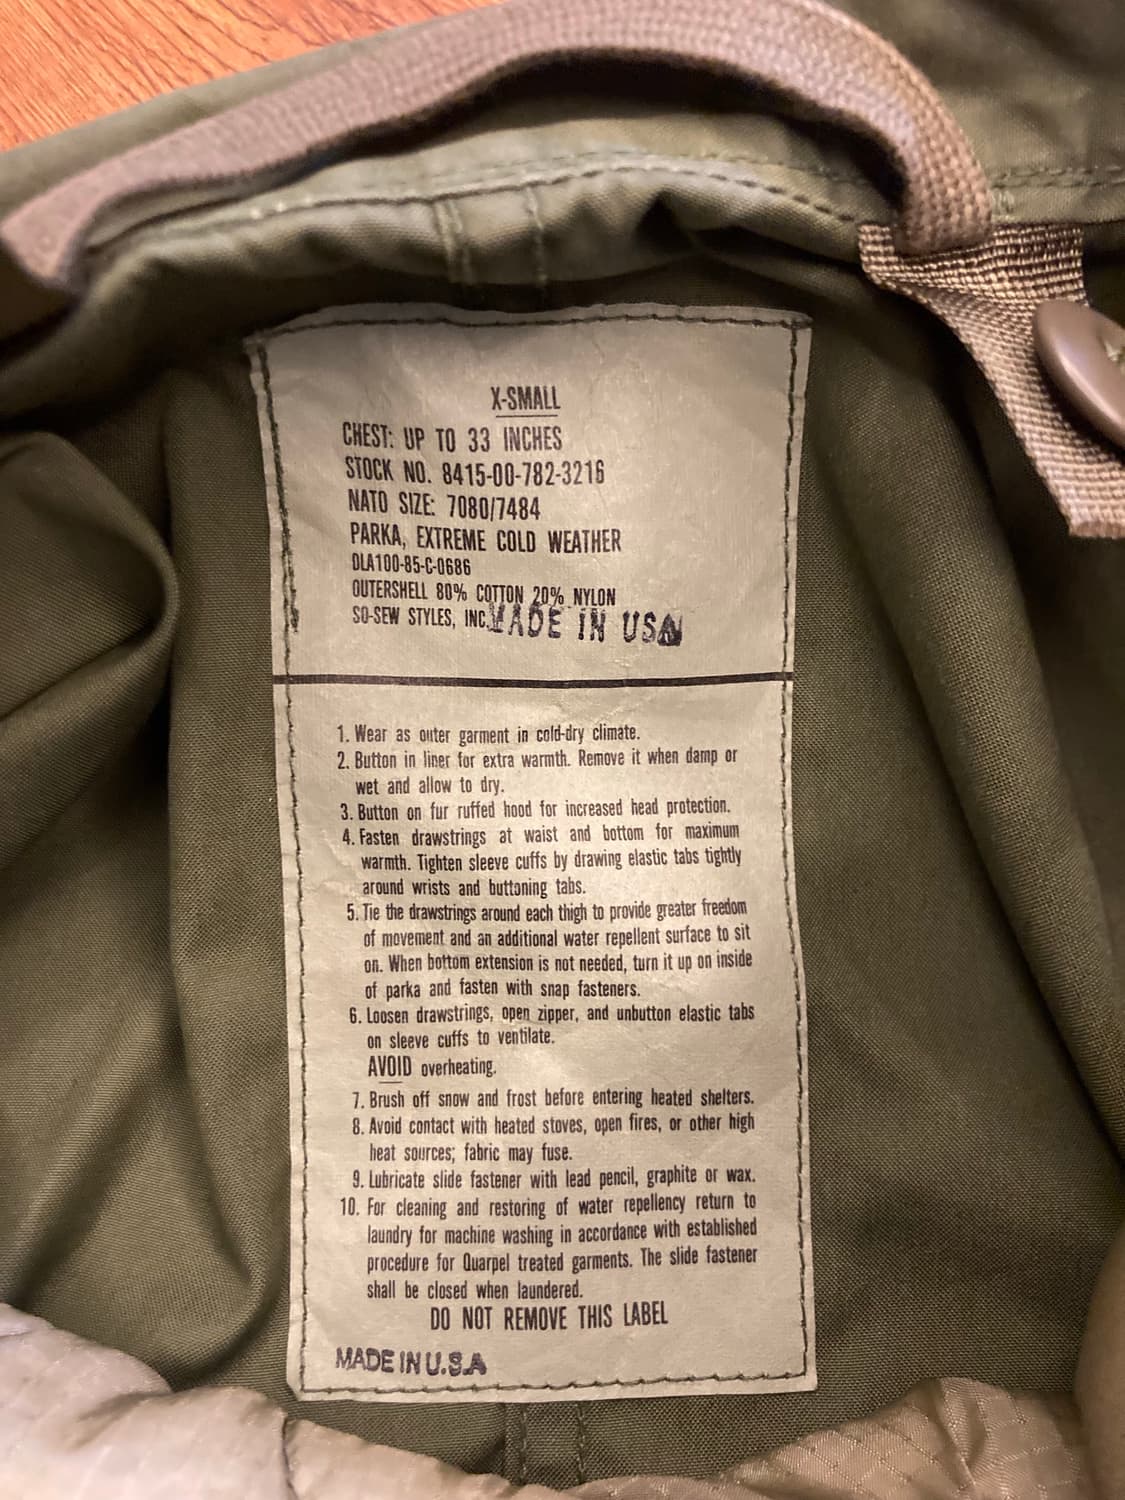 X-SMALL
CHEST: UP TO 33 INCHES
STOCK NO. 8415-00-782-3216
NATO SIZE: 7080/7484
PARKA, EXTREME COLD WEATHER
DLA100-85-C-0686
OUTERSHELL 80% COTTON 20% NYLON
SO-SEW STYLES, INC. MADE IN USA
1. Wear as outer garment in cold-dry climate.
2. Button in liner for extra warmth. Remove it when damp or
wet and allow to dry.
3. Button on fur ruffed hood for increased head protection.
4. Fasten drawstrings at waist and bottom for maximum
warmth. Tighten sleeve cuffs by drawing elastic tabs tightly
around wrists and buttoning tabs.
5. Tie the drawstrings around each thigh to provide greater freedom
of movement and an additional water repellent surface to sit
on. When bottom extension is not needed, turn it up on inside
of parka and fasten with snap fasteners.
6. Loosen drawstrings, open zipper, and unbutton elastic tabs
on sleeve cuffs to ventilate.
AVOID overheating.
7. Brush off snow and frost before entering heated shelters.
8. Avoid contact with heated stoves, open fires, or other high
heat sources; fabric may fuse.
9. Lubricate slide fastener with lead pencil, graphite or wax.
10. For cleaning and restoring of water repellency return to
laundry for machine washing in accordance with established
procedure for Quarpel treated garments. The slide fastener
shall be closed when laundered.
DO NOT REMOVE THIS LABEL
MADE IN U.S.A